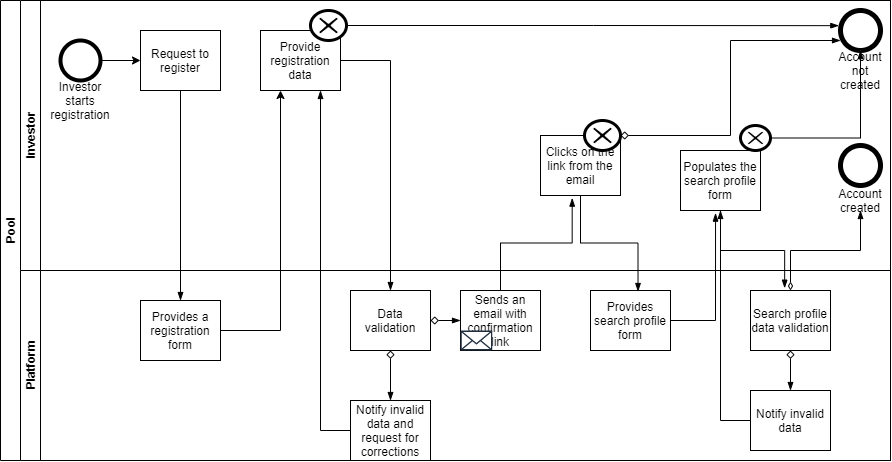 Pool
Investor
Platform
Investor
starts
registration
Request to
register
Provide
registration
data
Clicks on the
link from the
email
Populates the
search profile
form
Account
not
created
Account
created
Provides a
registration
form
Data
validation
Sends an
email with
confirmation
link
Provides
search profile
form
Search profile
data validation
Notify invalid
data and
request for
corrections
Notify invalid
data